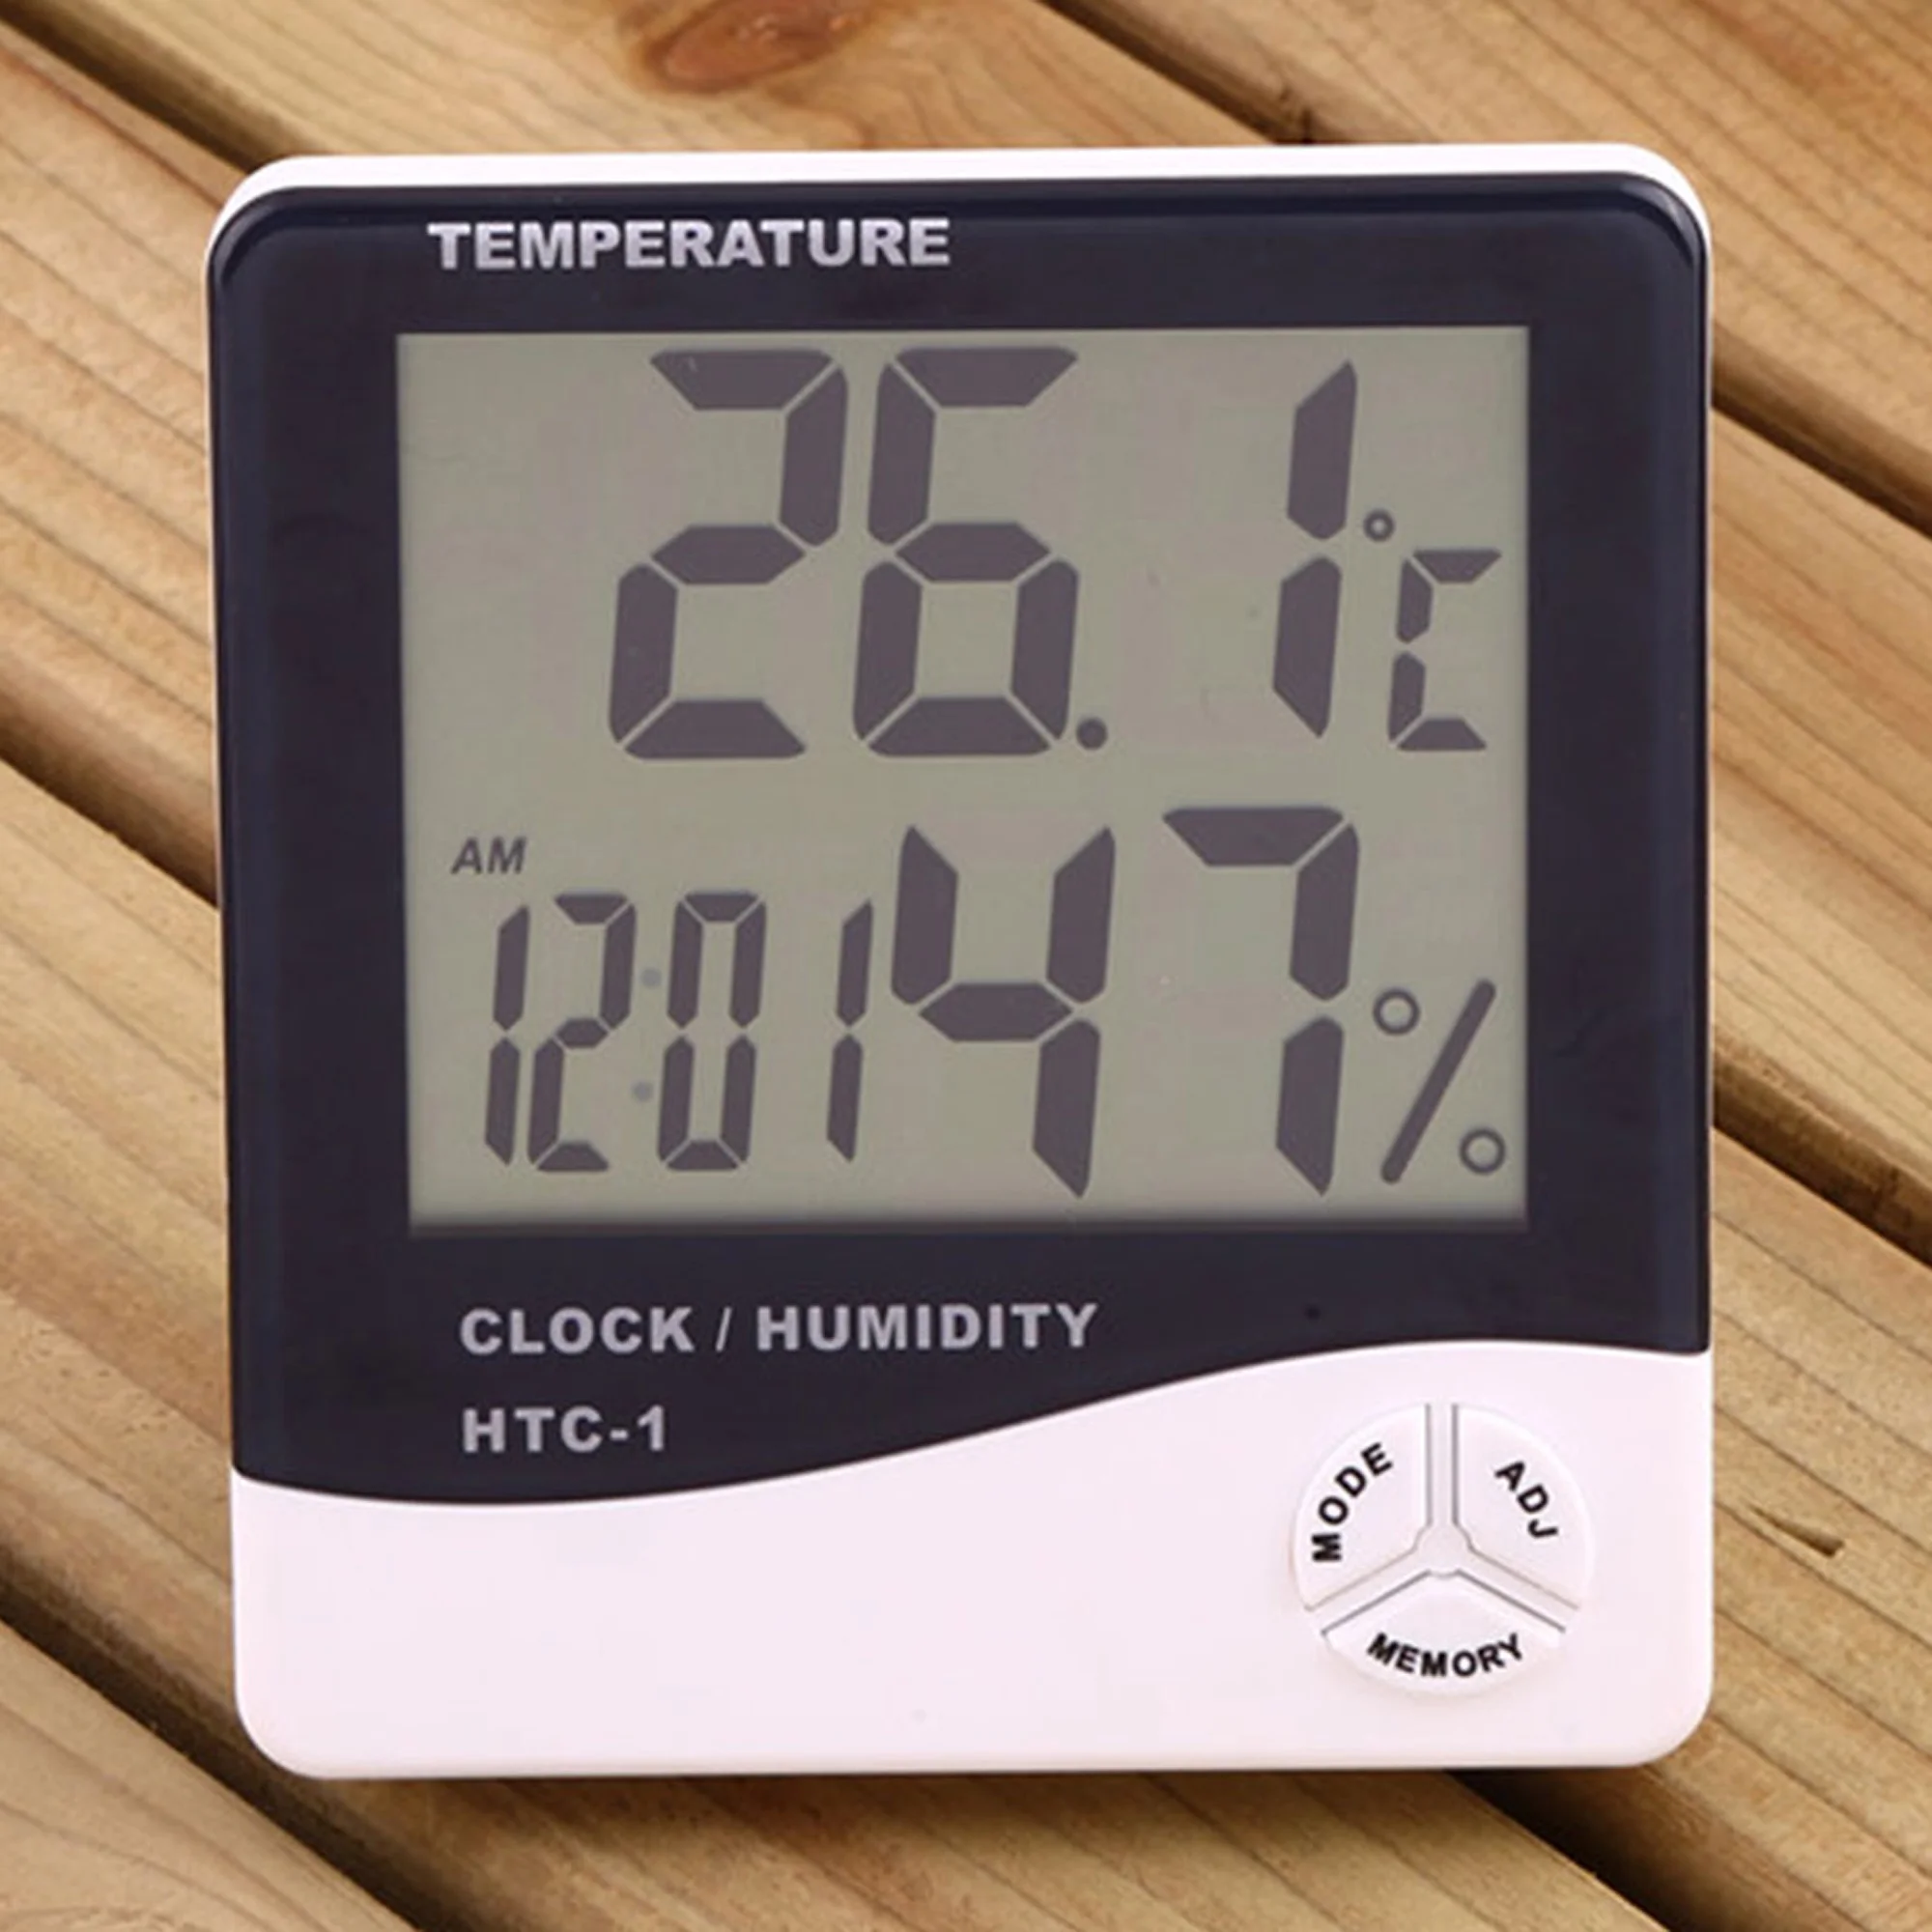 TEMPERATURE
26.1°C
AM
12:01 47%
CLOCK / HUMIDITY
HTC-1
MODE
ADJ
MEMORY